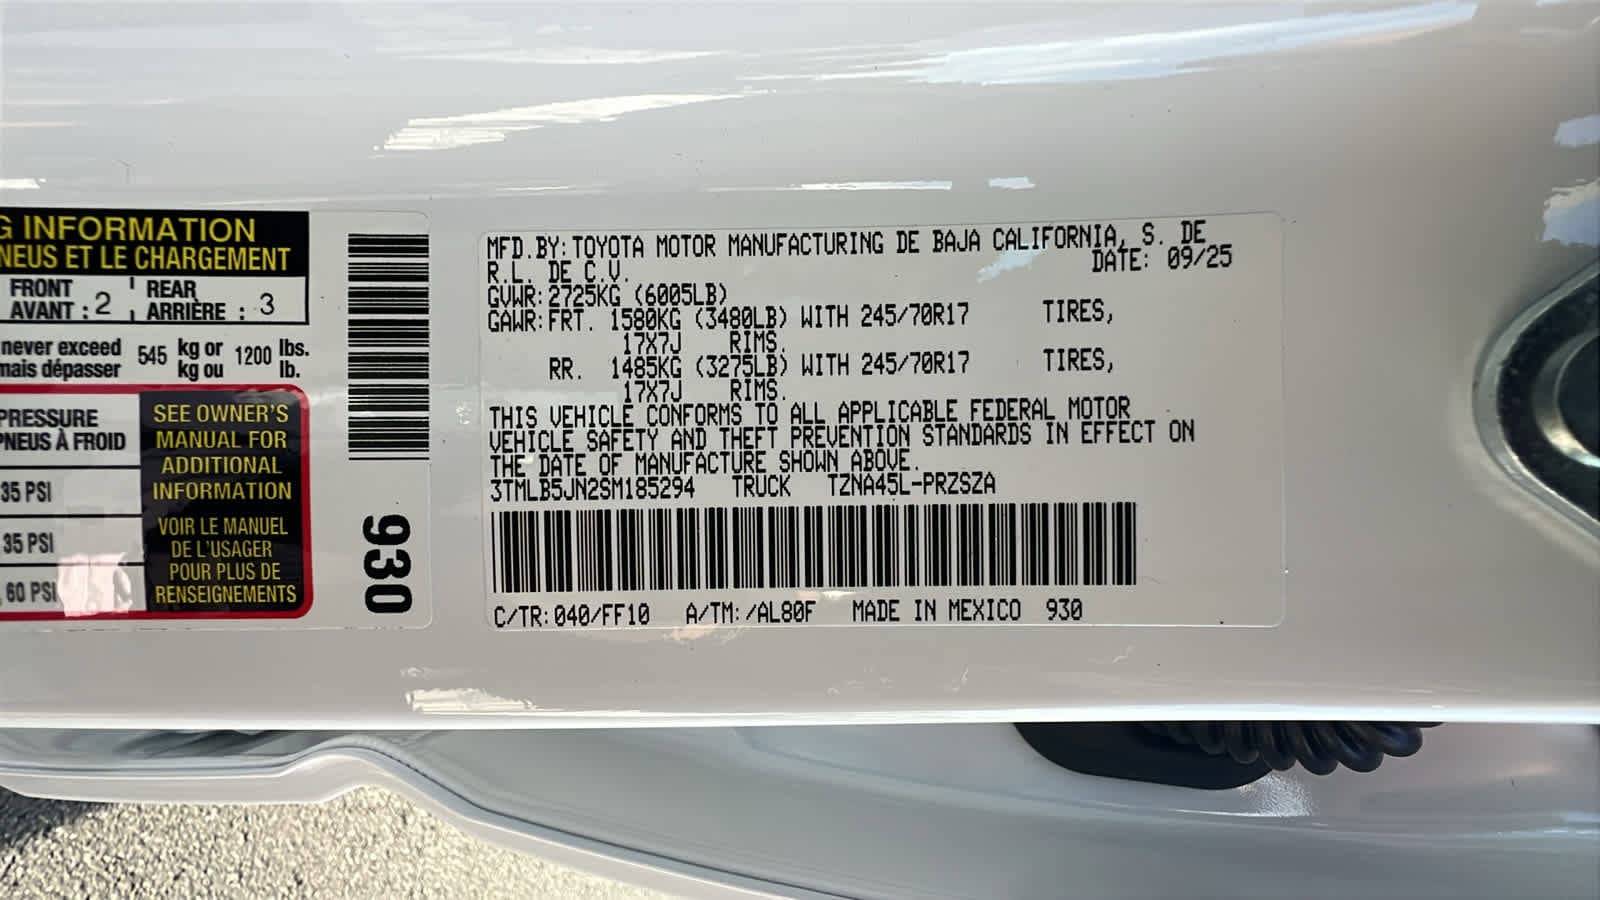 G INFORMATION
NEUS ET LE CHARGEMENT
FRONT
AVANT : 2
REAR
ARRIÈRE : 3
never exceed
mais dépasser
545
kg or
kg ou
1200
lbs.
lb.
PRESSURE
PNEUS À FROID
35 PSI
35 PSI
60 PSI
SEE OWNER'S
MANUAL FOR
ADDITIONAL
INFORMATION
VOIR LE MANUEL
DE L'USAGER
POUR PLUS DE
RENSEIGNEMENTS
930
MFD.BY:TOYOTA MOTOR MANUFACTURING DE BAJA CALIFORNIA, S. DE
R.L. DE C.V. DATE: 09/25
GVWR:2725KG (6005LB)
GAWR:FRT. 1580KG (3480LB) WITH 245/70R17 TIRES,
17X7J RIMS.
RR. 1485KG (3275LB) WITH 245/70R17 TIRES,
17X7J RIMS.
THIS VEHICLE CONFORMS TO ALL APPLICABLE FEDERAL MOTOR
VEHICLE SAFETY AND THEFT PREVENTION STANDARDS IN EFFECT ON
THE DATE OF MANUFACTURE SHOWN ABOVE.
3TMLB5JN2SM185294 TRUCK TZNA45L-PRZSZA
C/TR:040/FF10 A/TM:/AL80F MADE IN MEXICO 930